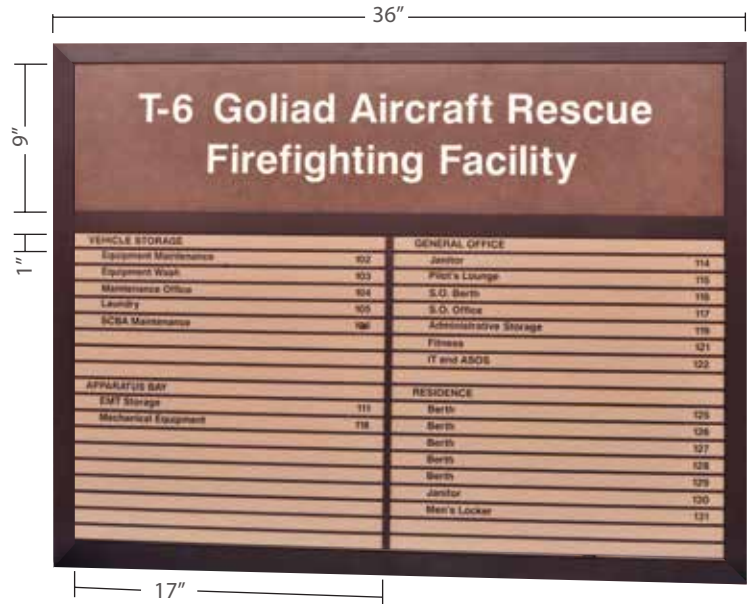 36”
9”
1”
T-6 Goliad Aircraft Rescue
Firefighting Facility
VEHICLE STORAGE
Equipment Maintenance 102
Equipment Wash 103
Maintenance Office 104
Laundry 105
SCBA Maintenance
APPARATUS BAY
EMT Storage 111
Mechanical Equipment 118
GENERAL OFFICE
Janitor 114
Pilot's Lounge 115
S.O. Berth 116
S.O. Office 117
Administrative Storage 119
Fitness 121
IT and ASOS 122
RESIDENCE
Berth 125
Berth 126
Berth 127
Berth 128
Berth 129
Janitor 130
Men's Locker 131
17”